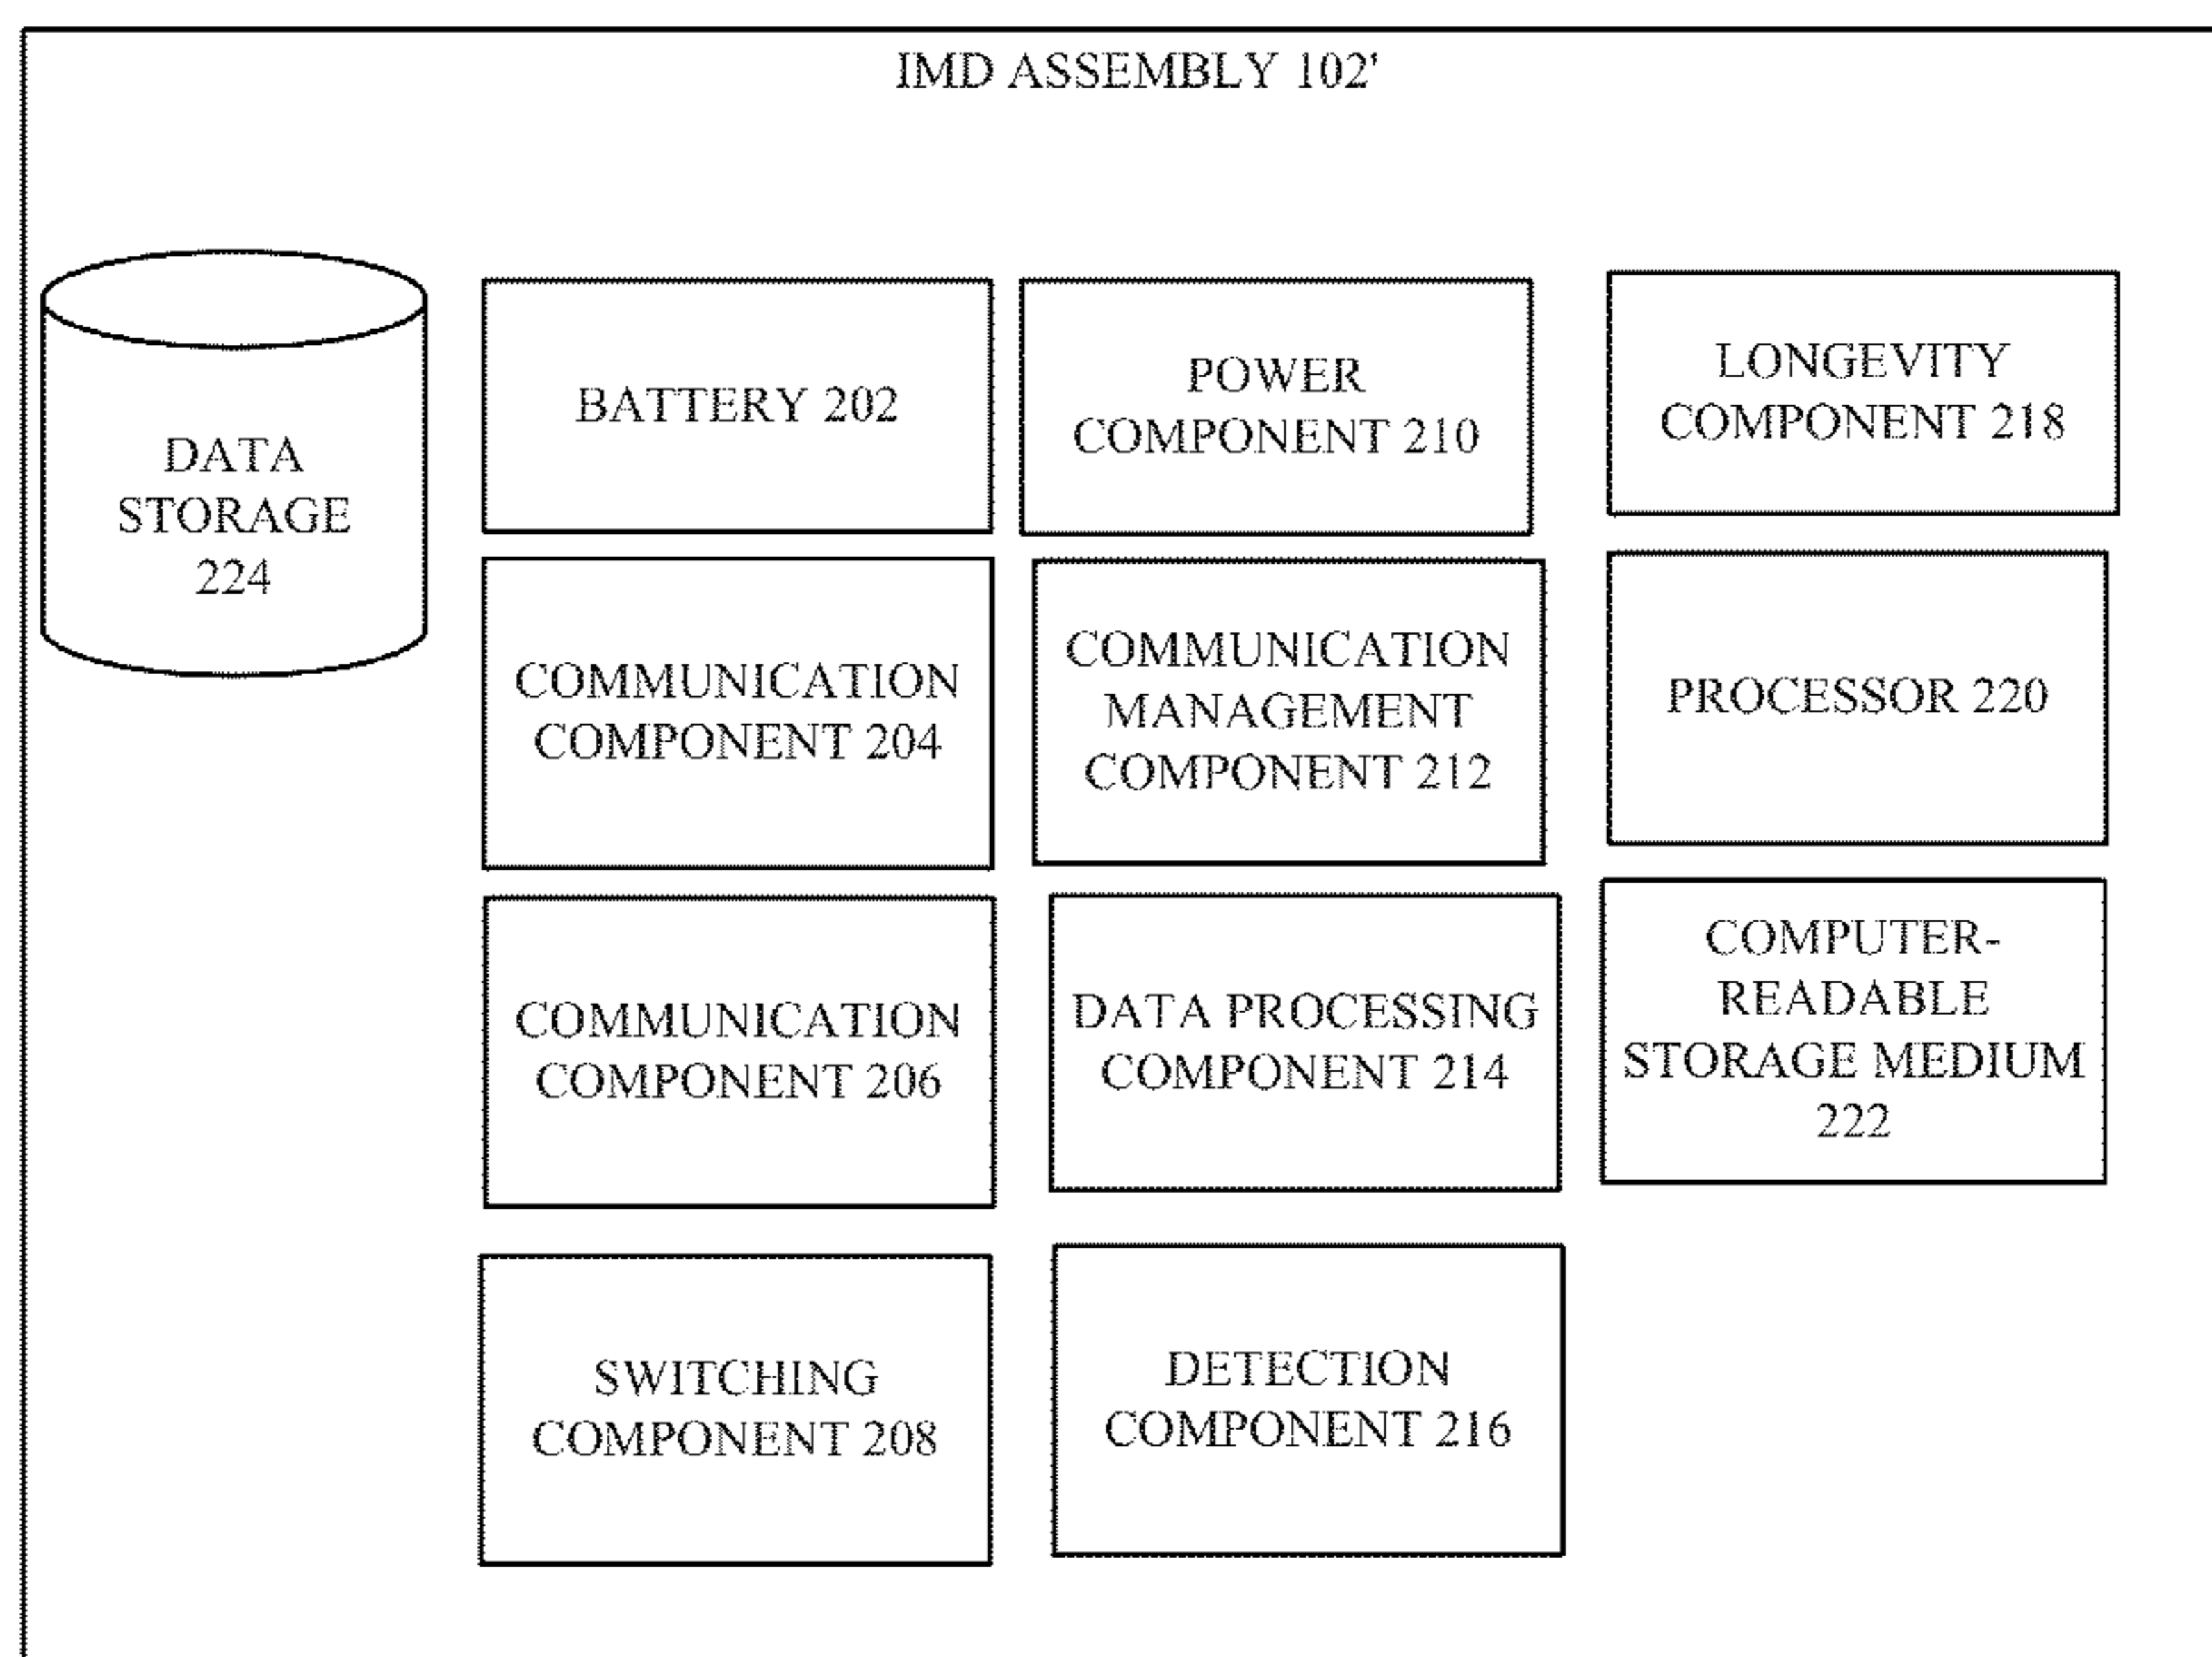 IMD ASSEMBLY 102'
DATA
STORAGE
224
BATTERY 202
POWER
COMPONENT 210
LONGEVITY
COMPONENT 218
COMMUNICATION
COMPONENT 204
COMMUNICATION
MANAGEMENT
COMPONENT 212
PROCESSOR 220
COMMUNICATION
COMPONENT 206
DATA PROCESSING
COMPONENT 214
COMPUTER-
READABLE
STORAGE MEDIUM
222
SWITCHING
COMPONENT 208
DETECTION
COMPONENT 216